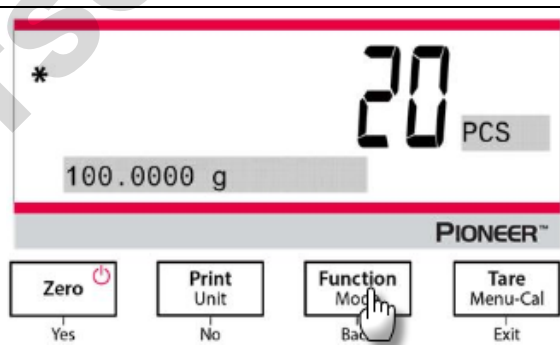 *
20
PCS
100.0000 g
PIONEER™
Zero
Print
Unit
Function
Tare
Menu-Cal
Yes
No
Exit